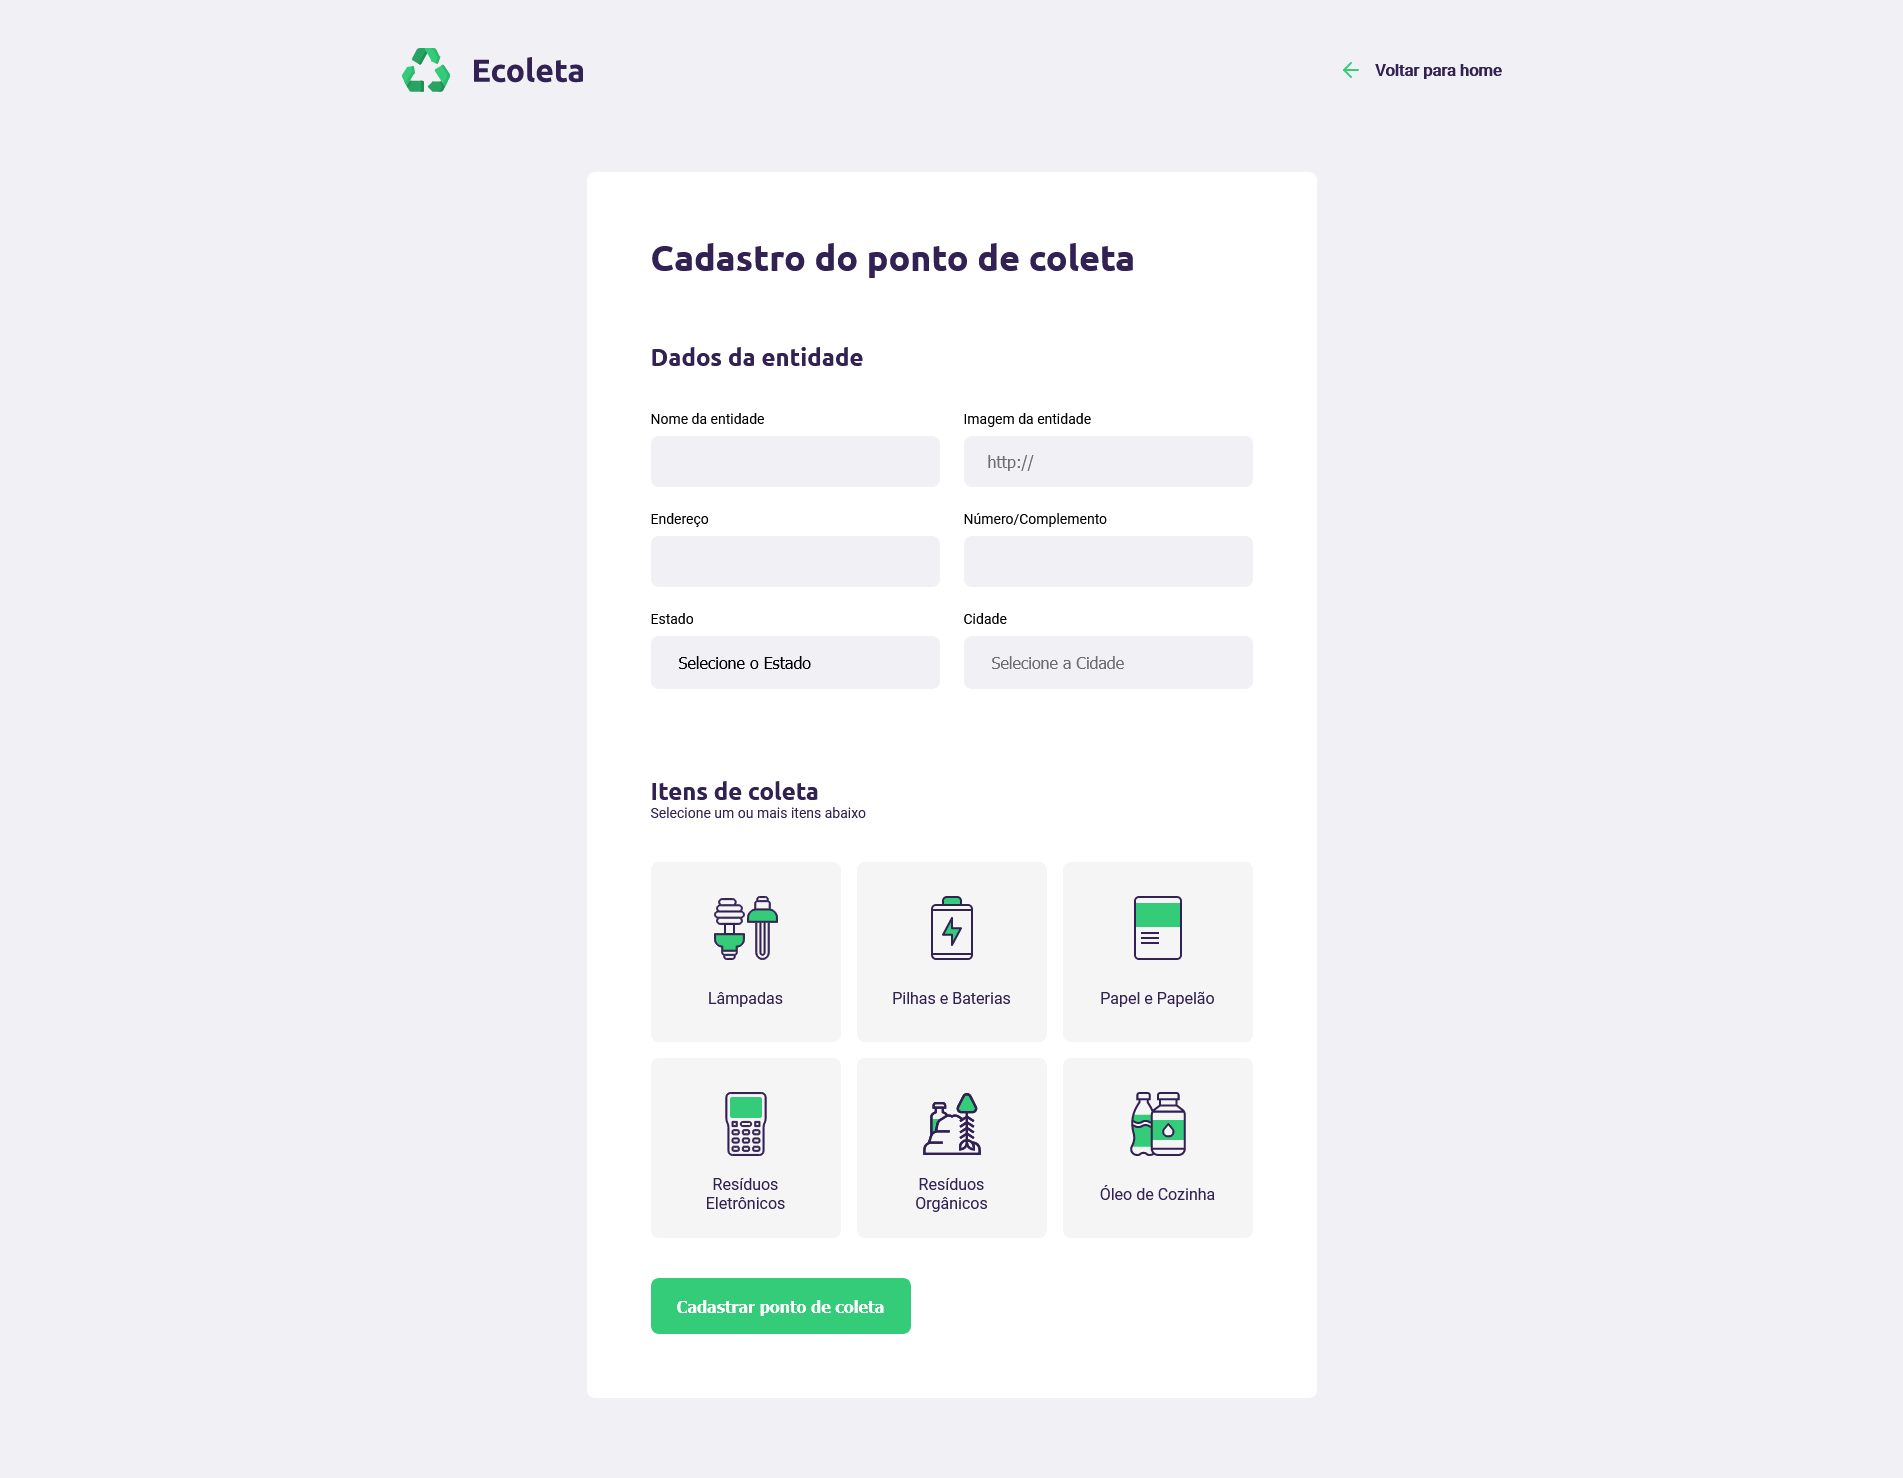 Ecoleta
Voltar para home
Cadastro do ponto de coleta
Dados da entidade
Nome da entidade
Imagem da entidade
http://
Endereço
Número/Complemento
Estado
Cidade
Selecione o Estado
Selecione a Cidade
Itens de coleta
Selecione um ou mais itens abaixo
Lâmpadas
Pilhas e Baterias
Papel e Papelão
Resíduos
Eletrônicos
Resíduos
Orgânicos
Óleo de Cozinha
Cadastrar ponto de coleta